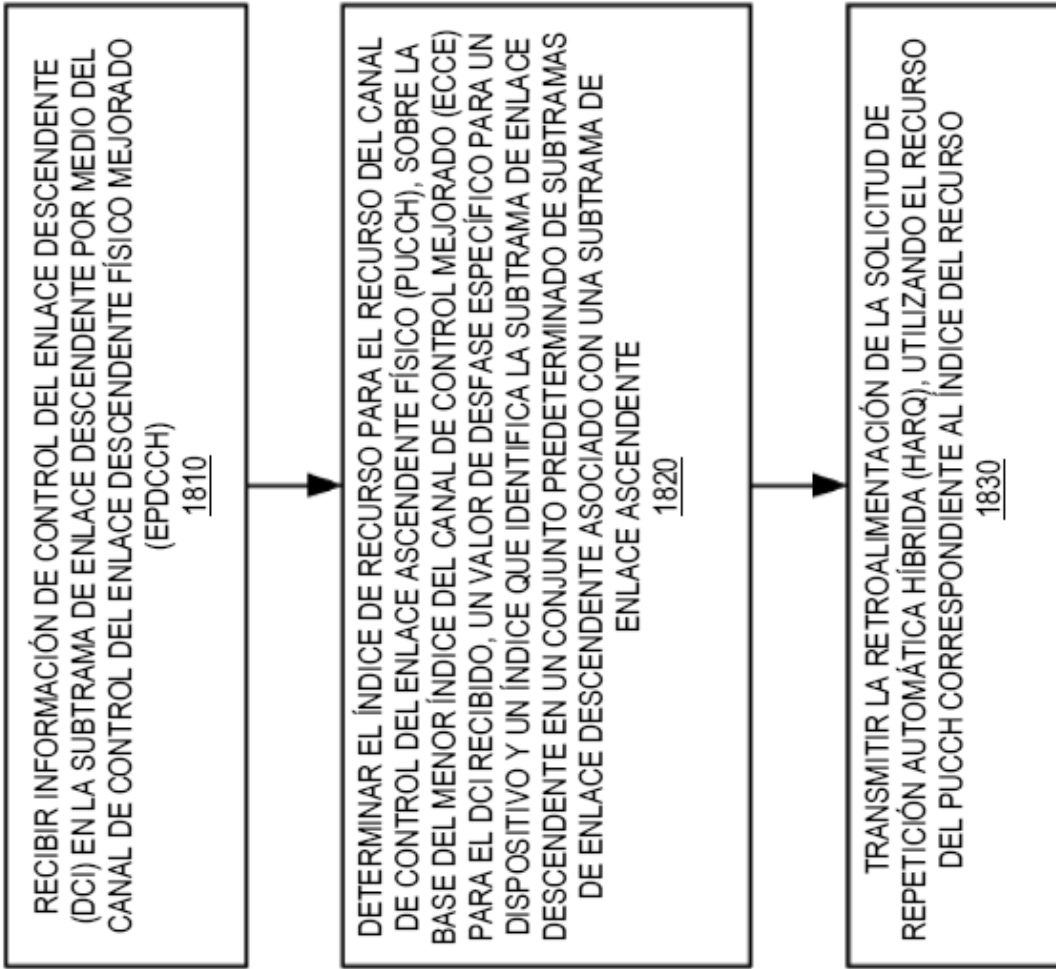 RECIBIR INFORMACIÓN DE CONTROL DEL ENLACE DESCENDENTE
(DCI) EN LA SUBTRAMA DE ENLACE DESCENDENTE POR MEDIO DEL
CANAL DE CONTROL DEL ENLACE DESCENDENTE FÍSICO MEJORADO
(EPDCCH)
1810
DETERMINAR EL ÍNDICE DE RECURSO PARA EL RECURSO DEL CANAL
DE CONTROL DEL ENLACE ASCENDENTE FÍSICO (PUCCH), SOBRE LA
BASE DEL MENOR ÍNDICE DEL CANAL DE CONTROL MEJORADO (ECCE)
PARA EL DCI RECIBIDO, UN VALOR DE DESFASE ESPECÍFICO PARA UN
DISPOSITIVO Y UN ÍNDICE QUE IDENTIFICA LA SUBTRAMA DE ENLACE
DESCENDENTE EN UN CONJUNTO PREDETERMINADO DE SUBTRAMAS
DE ENLACE DESCENDENTE ASOCIADO CON UNA SUBTRAMA DE
ENLACE ASCENDENTE
1820
TRANSMITIR LA RETROALIMENTACIÓN DE LA SOLICITUD DE
REPETICIÓN AUTOMÁTICA HÍBRIDA (HARQ), UTILIZANDO EL RECURSO
DEL PUCCH CORRESPONDIENTE AL ÍNDICE DEL RECURSO
1830